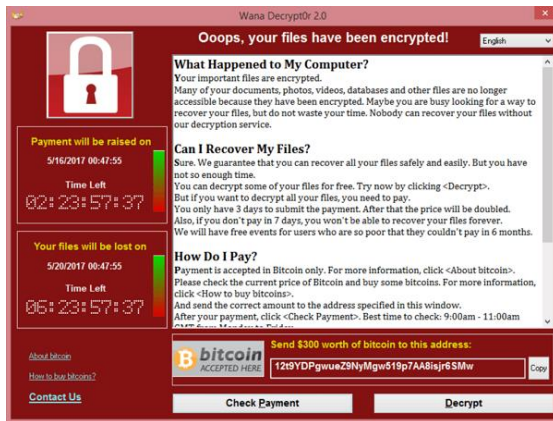 Wana Decrypt0r 2.0
Ooops, your files have been encrypted!
English
What Happened to My Computer?
Your important files are encrypted.
Many of your documents, photos, videos, databases and other files are no longer
accessible because they have been encrypted. Maybe you are busy looking for a way to
recover your files, but do not waste your time. Nobody can recover your files without
our decryption service.
Can I Recover My Files?
Sure. We guarantee that you can recover all your files safely and easily. But you have
not so enough time.
You can decrypt some of your files for free. Try now by clicking <Decrypt>.
But if you want to decrypt all your files, you need to pay.
You only have 3 days to submit the payment. After that the price will be doubled.
Also, if you don't pay in 7 days, you won't be able to recover your files forever.
We will have free events for users who are so poor that they couldn't pay in 6 months.
How Do I Pay?
Payment is accepted in Bitcoin only. For more information, click <About bitcoin>.
Please check the current price of Bitcoin and buy some bitcoins. For more information,
click <How to buy bitcoins>.
And send the correct amount to the address specified in this window.
After your payment, click <Check Payment>. Best time to check: 9:00am - 11:00am
GMT from Monday to Friday.
Payment will be raised on
5/16/2017 00:47:55
Time Left
02:23:57:37
Your files will be lost on
5/20/2017 00:47:55
Time Left
06:23:57:37
About bitcoin
How to buy bitcoins?
Contact Us
bitcoin
ACCEPTED HERE
Send $300 worth of bitcoin to this address:
12t9YDPgwueZ9NyMgw519p7AA8isjr6SMw
Copy
Check Payment
Decrypt